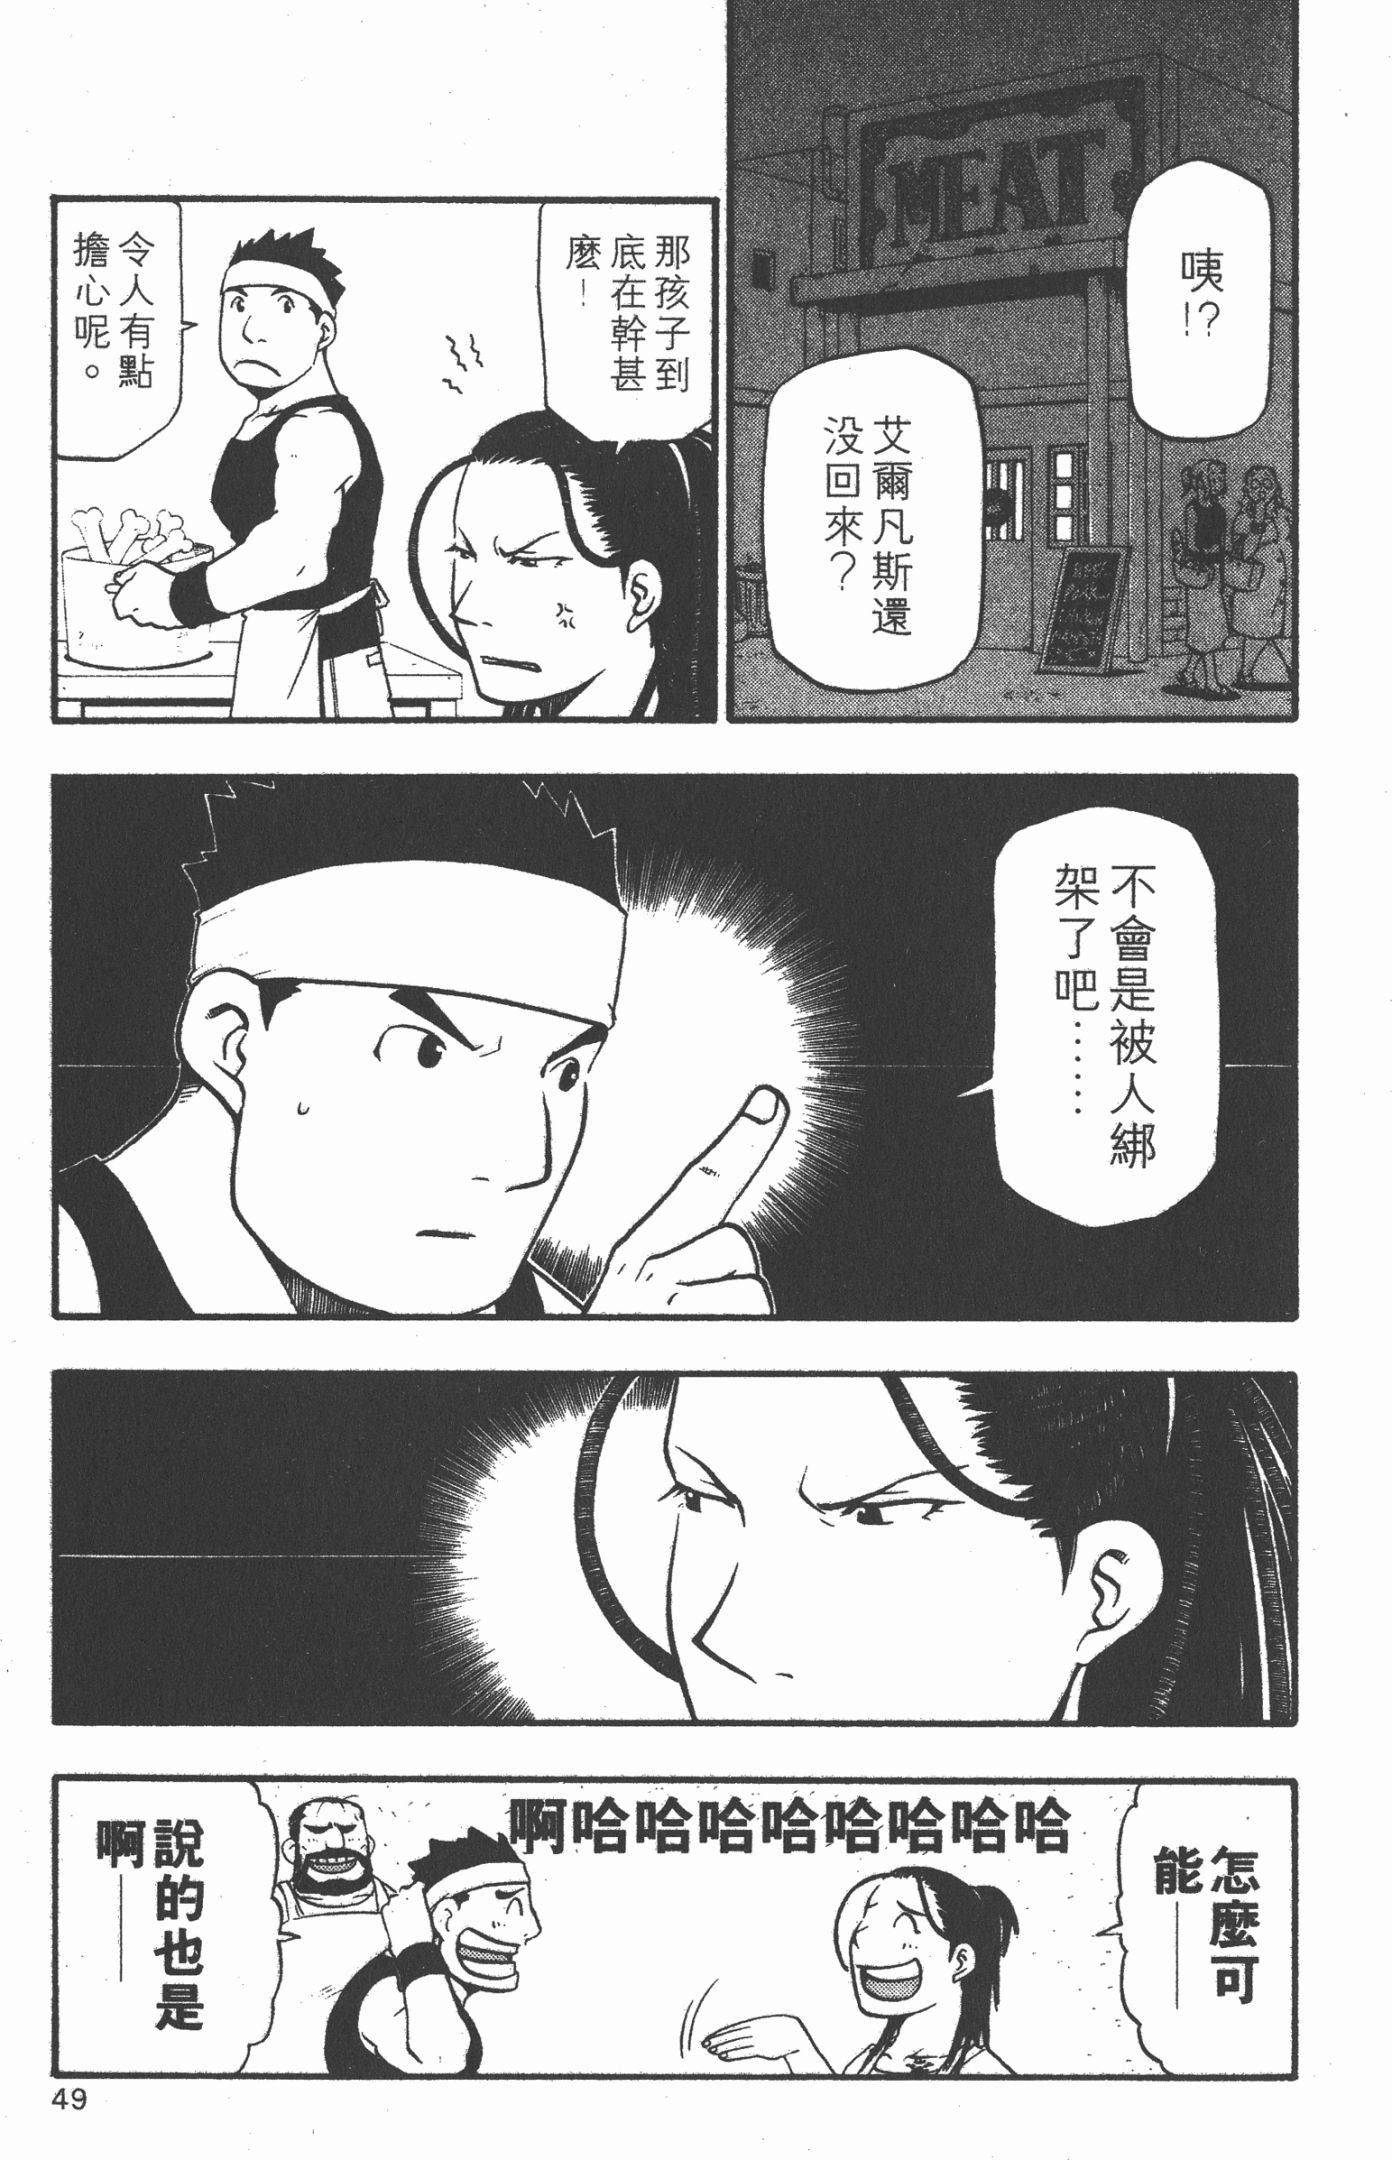 MEAT
咦!?
艾爾凡斯還
没回來?
那孩子到
底在幹甚
麼!
令人有點
擔心呢。
不會是被人綁
架了吧……
怎麼可
能──
哈哈哈哈哈哈哈哈啊
說的也是
啊──
49